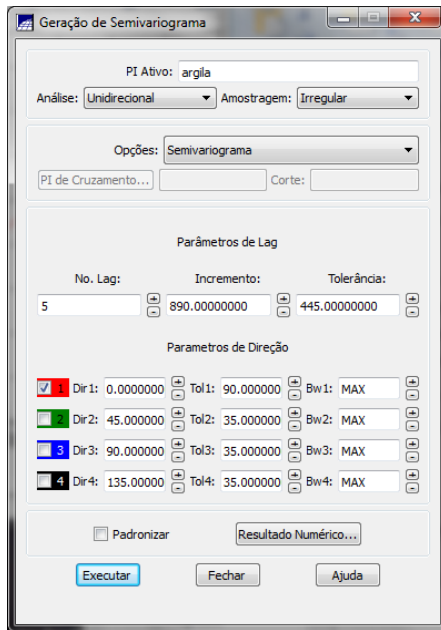 Geração de Semivariograma
PI Ativo: argila
Análise: Unidirecional Amostragem: Irregular
Opções: Semivariograma
PI de Cruzamento... Corte:
Parâmetros de Lag
No. Lag: Incremento: Tolerância:
5 890.00000000 445.00000000
Parametros de Direção
1 Dir1: 0.0000000 Tol1: 90.000000 Bw1: MAX
2 Dir2: 45.000000 Tol2: 35.000000 Bw2: MAX
3 Dir3: 90.000000 Tol3: 35.000000 Bw3: MAX
4 Dir4: 135.00000 Tol4: 35.000000 Bw4: MAX
Padronizar Resultado Numérico...
Executar Fechar Ajuda